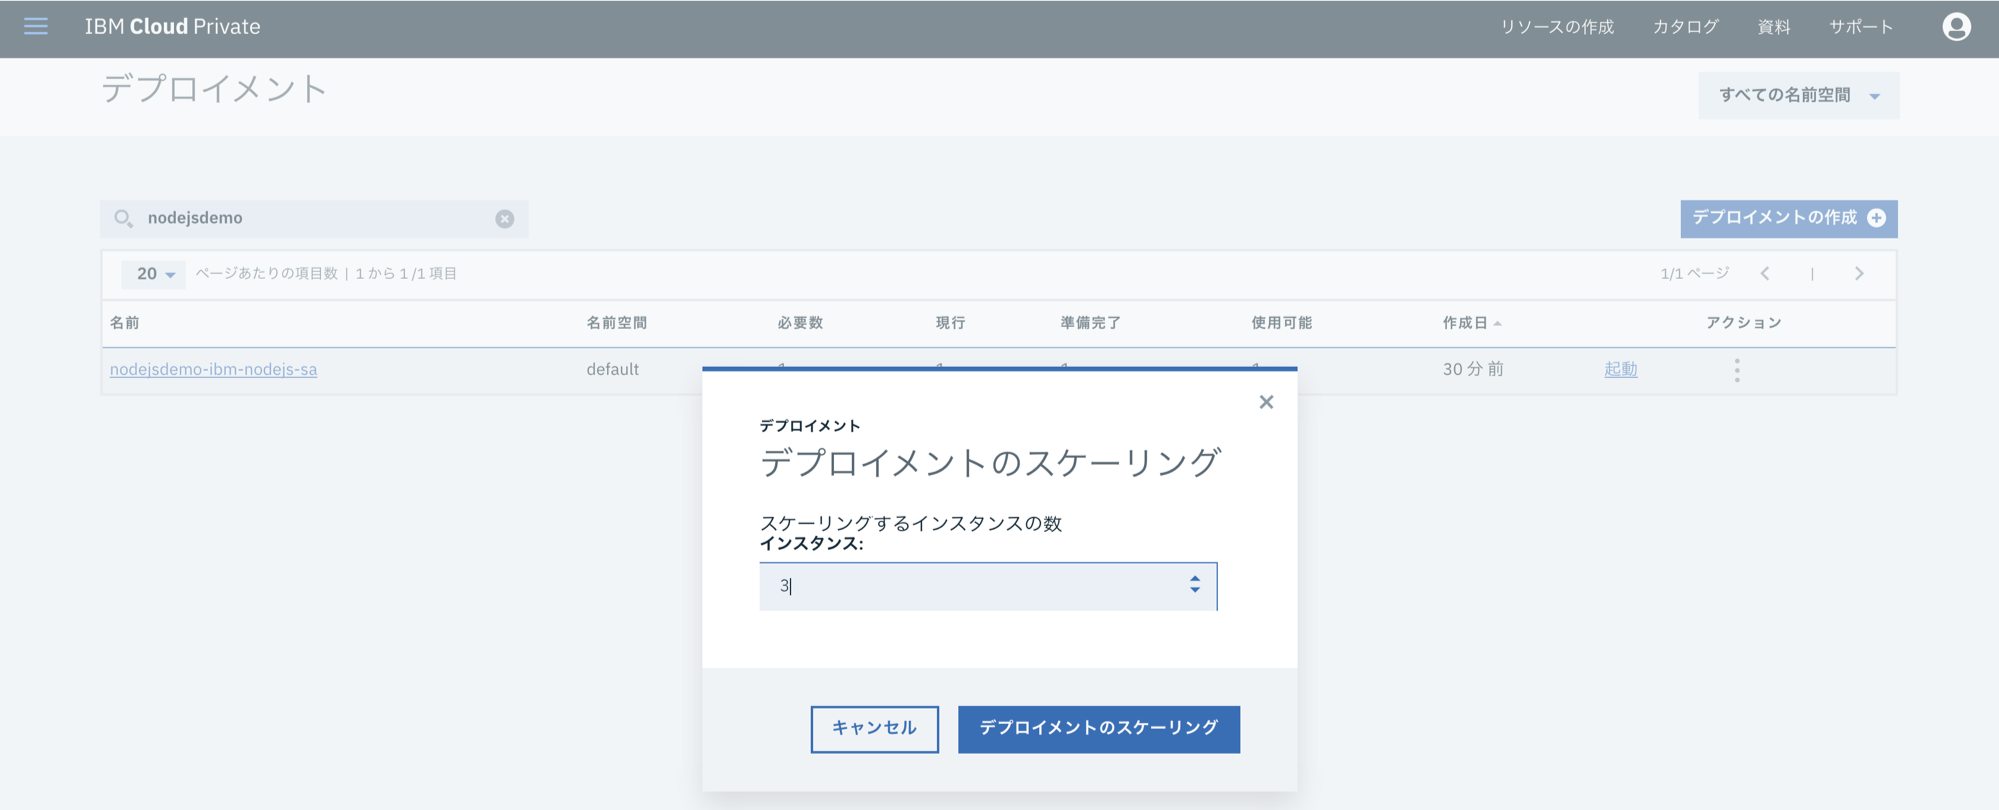 IBM Cloud Private
リソースの作成 カタログ 資料 サポート
デプロイメント
すべての名前空間
nodejsdemo
デプロイメントの作成
20 ページあたりの項目数 | 1 から 1 /1 項目
1/1 ページ
名前 名前空間 必要数 現行 準備完了 使用可能 作成日 アクション
nodejsdemo-ibm-nodejs-sa default 30 分 前 起動
デプロイメント
デプロイメントのスケーリング
スケーリングするインスタンスの数
インスタンス:
3
キャンセル デプロイメントのスケーリング